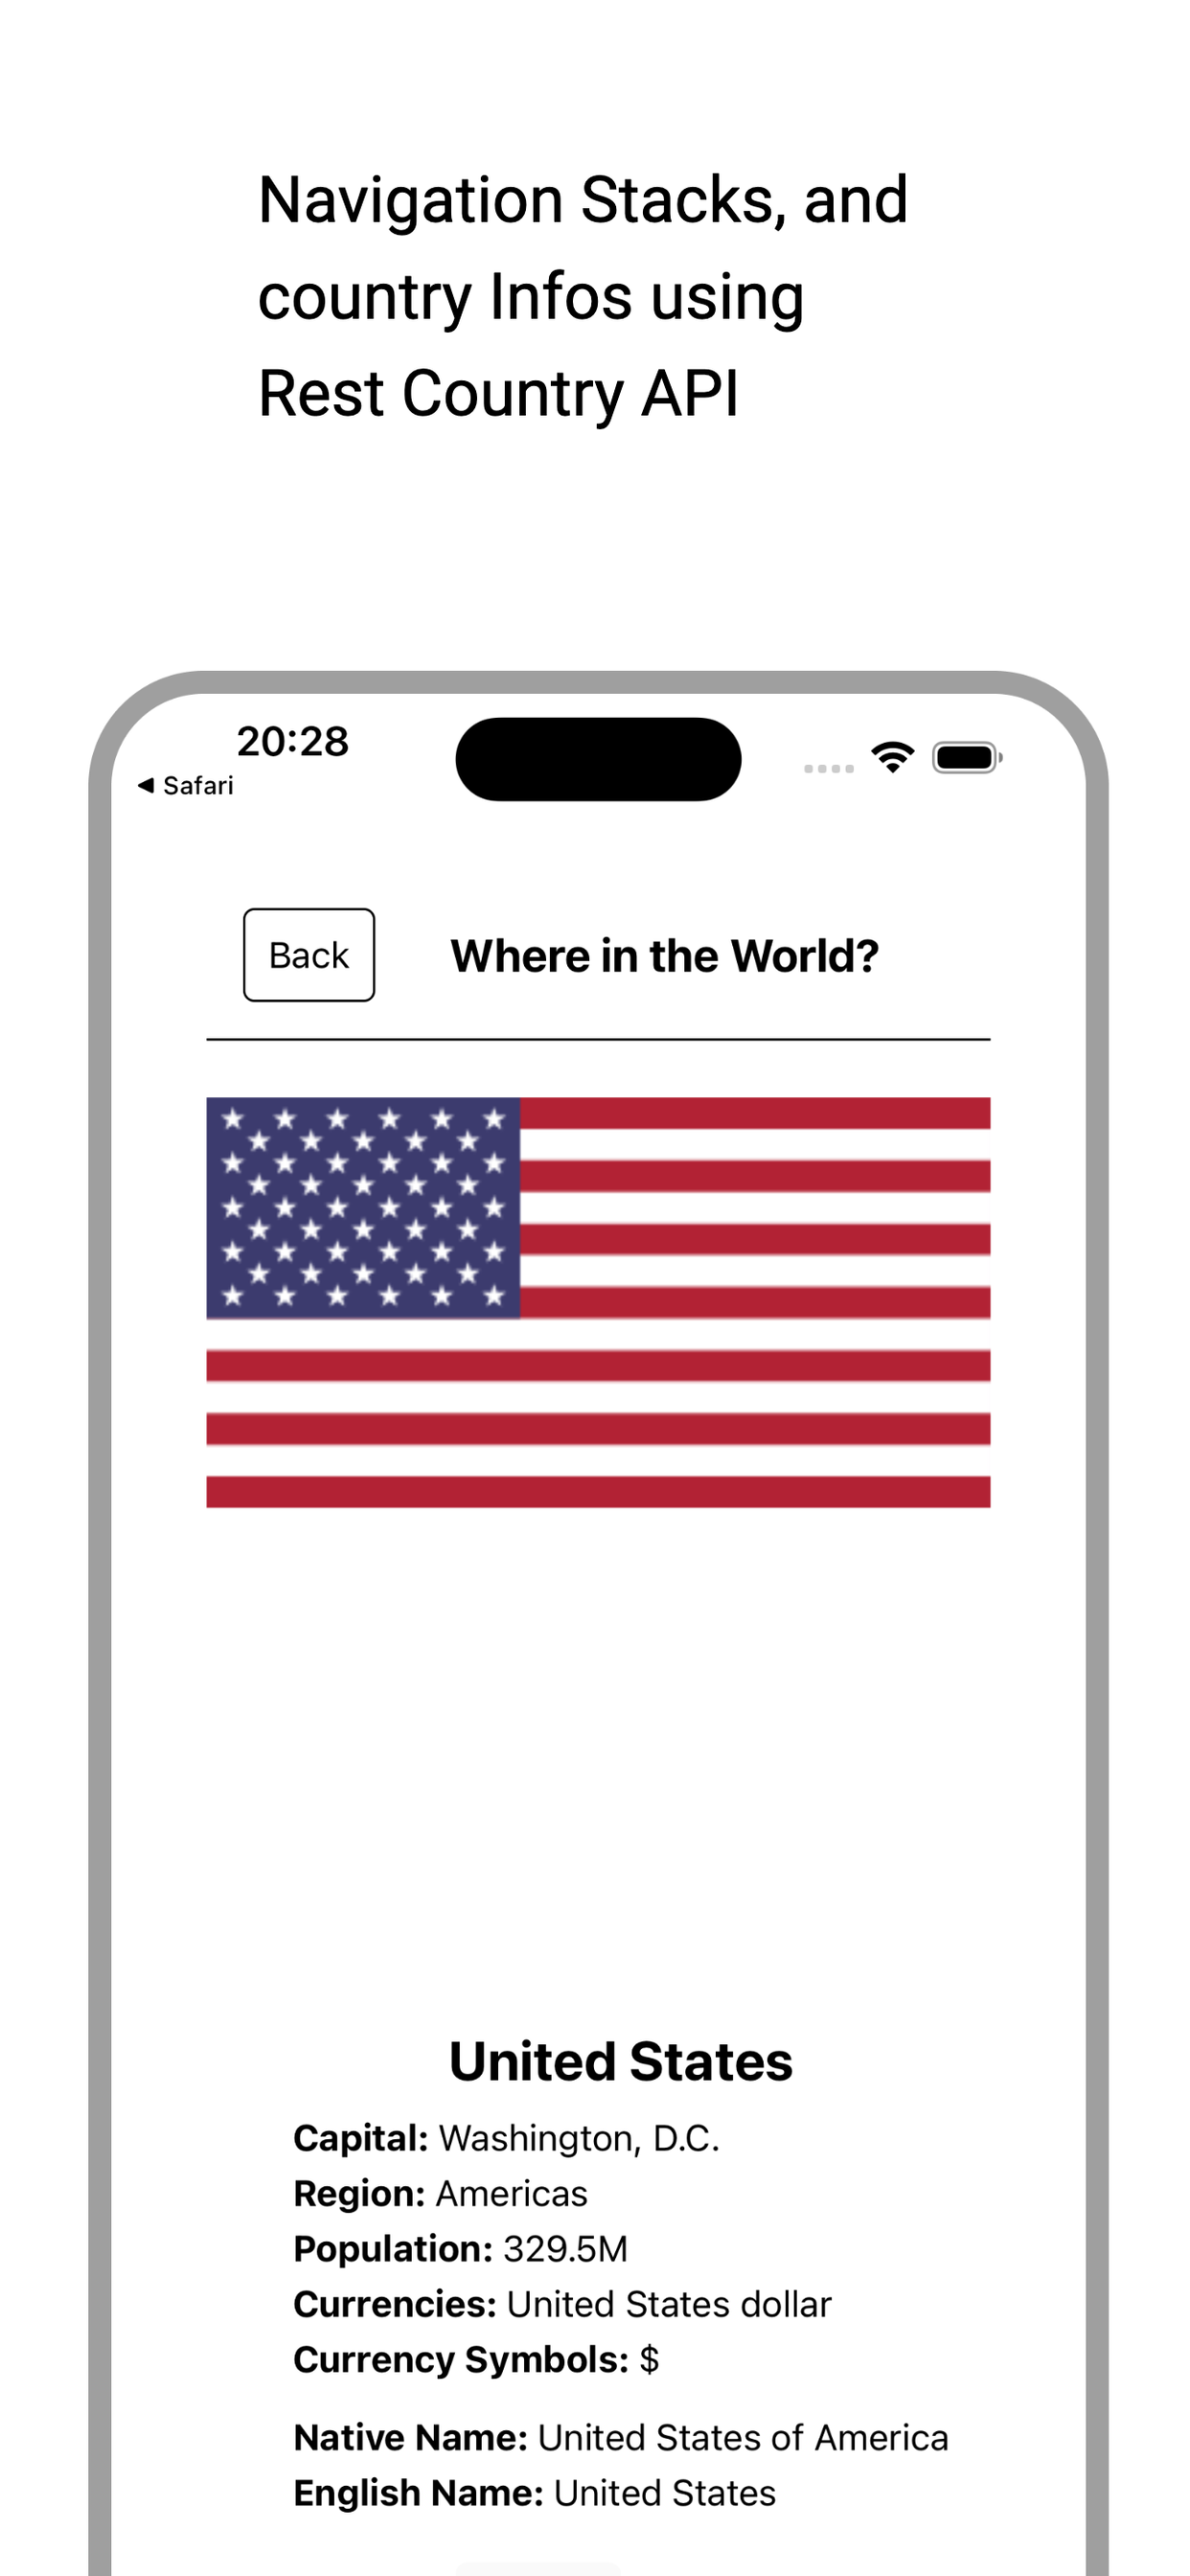 Navigation Stacks, and
country Infos using
Rest Country API
20:28
◀ Safari
Back
Where in the World?
United States
Capital: Washington, D.C.
Region: Americas
Population: 329.5M
Currencies: United States dollar
Currency Symbols: $
Native Name: United States of America
English Name: United States